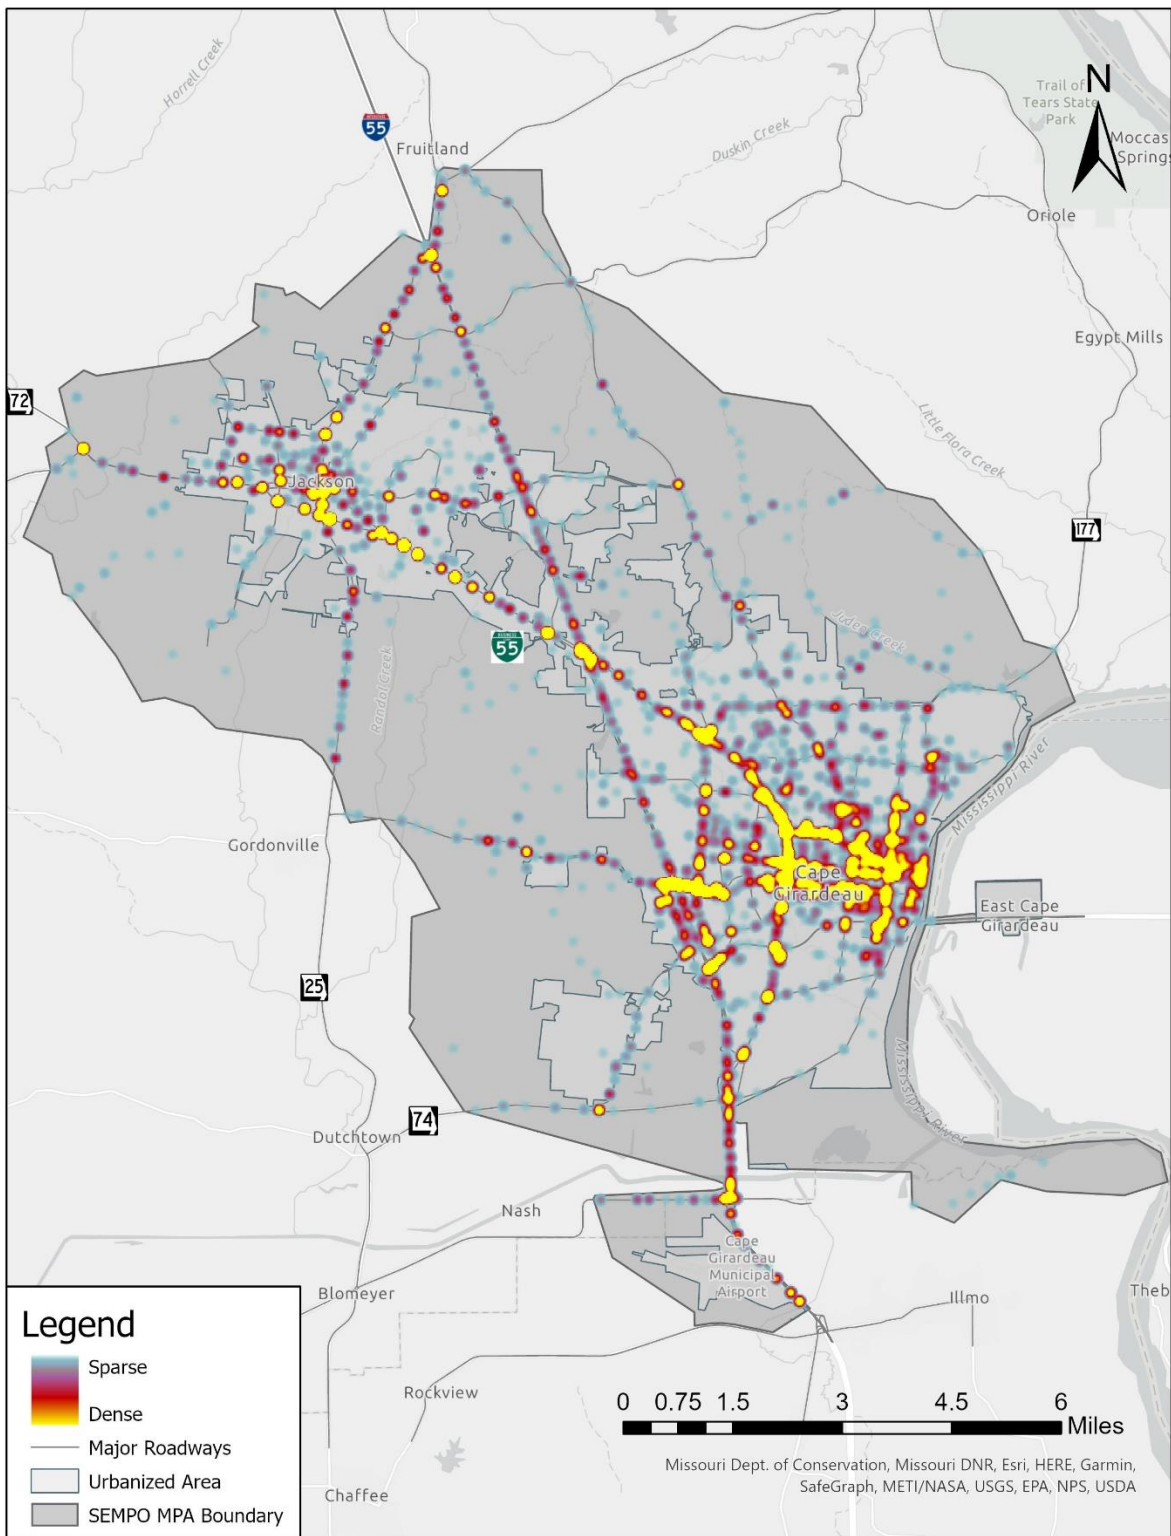 Horrell Creek
Trail of
Tears State
Park
N
INTERSTATE
55
Fruitland
Duskin Creek
Moccas
Springs
Oriole
Egypt Mills
72
Little Flora Creek
Jackson
177
Juden Creek
BUSINESS
55
Randol Creek
Mississippi River
Gordonville
Cape
Girardeau
East Cape
Girardeau
25
Mississippi River
74
Dutchtown
Nash
Cape
Girardeau
Municipal
Airport
Blomeyer
Illmo
Theb
Rockview
Chaffee
Legend
Sparse
Dense
Major Roadways
Urbanized Area
SEMPO MPA Boundary
0 0.75 1.5 3 4.5 6
Miles
Missouri Dept. of Conservation, Missouri DNR, Esri, HERE, Garmin,
SafeGraph, METI/NASA, USGS, EPA, NPS, USDA